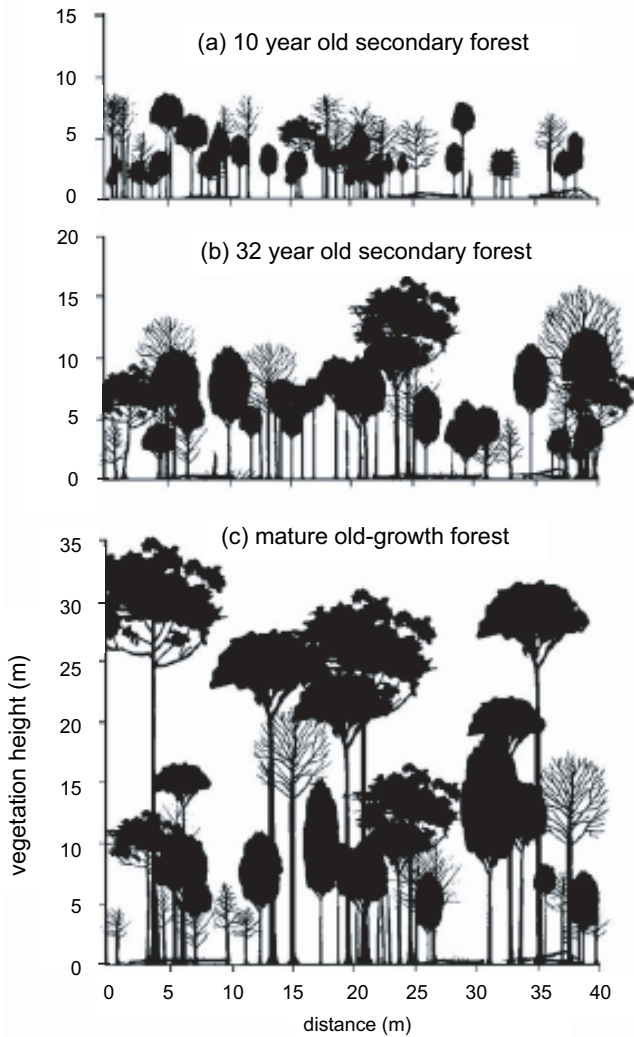 15
(a) 10 year old secondary forest
10
5
0
20
(b) 32 year old secondary forest
15
10
5
0
(c) mature old-growth forest
35
30
25
20
15
10
5
0
vegetation height (m)
0 5 10 15 20 25 30 35 40
distance (m)